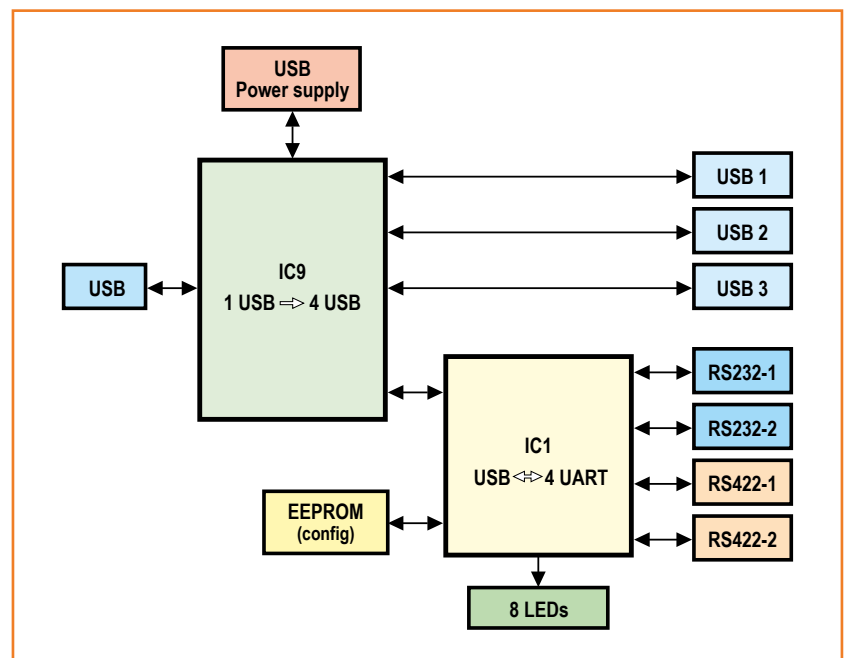 USB
Power supply
USB 1
USB 2
USB 3
USB
IC9
1 USB ⇨ 4 USB
RS232-1
RS232-2
RS422-1
RS422-2
IC1
USB ⇔ 4 UART
EEPROM
(config)
8 LEDs